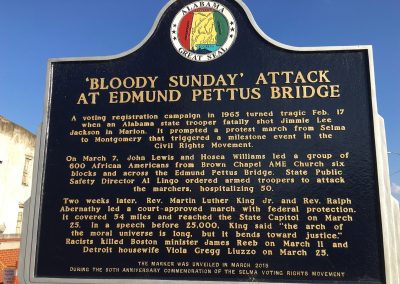 ALABAMA
GREAT SEAL
'BLOODY SUNDAY' ATTACK
AT EDMUND PETTUS BRIDGE
A voting registration campaign in 1965 turned tragic Feb. 17
when an Alabama state trooper fatally shot Jimmie Lee
Jackson in Marion. It prompted a protest march from Selma
to Montgomery that triggered a milestone event in the
Civil Rights Movement.
On March 7, John Lewis and Hosea Williams led a group of
600 African Americans from Brown Chapel AME Church six
blocks and across the Edmund Pettus Bridge. State Public
Safety Director Al Lingo ordered armed troopers to attack
the marchers, hospitalizing 50.
Two weeks later, Rev. Martin Luther King Jr. and Rev. Ralph
Abernathy led a court-approved march with federal protection.
It covered 54 miles and reached the State Capitol on March
25. In a speech before 25,000, King said "the arc of
the moral universe is long, but it bends toward justice."
Racists killed Boston minister James Reeb on March 11 and
Detroit housewife Viola Gregg Liuzzo on March 25.
THE MARKER WAS UNVEILED IN MARCH 2015
DURING THE 50TH ANNIVERSARY COMMEMORATION OF THE SELMA VOTING RIGHTS MOVEMENT